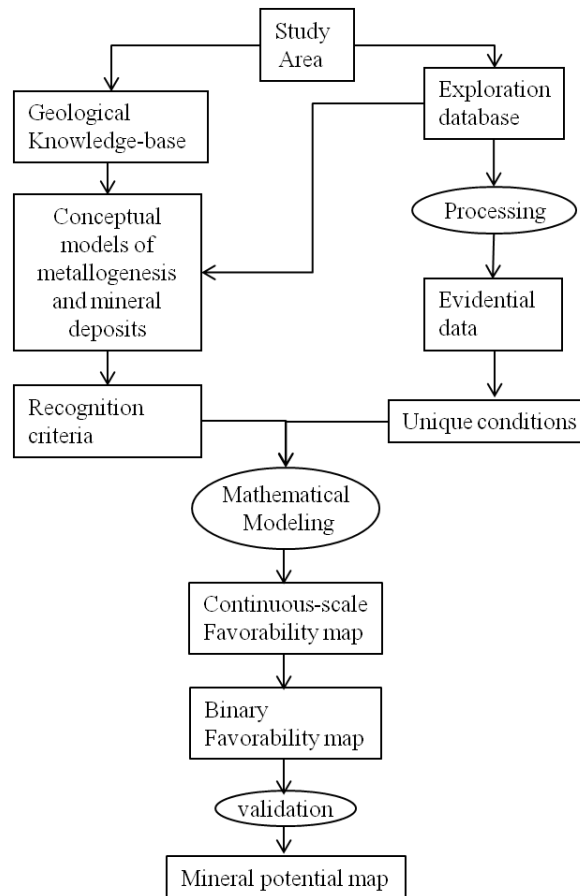 Study
Area
Geological
Knowledge-base
Exploration
database
Conceptual
models of
metallogenesis
and mineral
deposits
Processing
Evidential
data
Recognition
criteria
Unique conditions
Mathematical
Modeling
Continuous-scale
Favorability map
Binary
Favorability map
validation
Mineral potential map